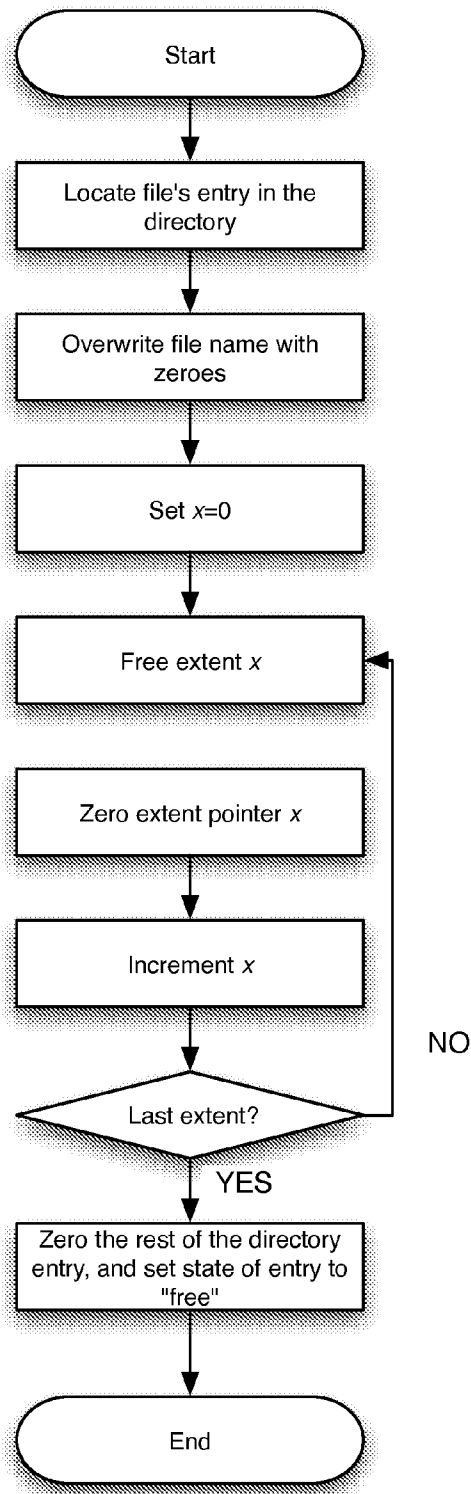 Start
Locate file's entry in the
directory
Overwrite file name with
zeroes
Set x=0
Free extent x
Zero extent pointer x
Increment x
NO
Last extent?
YES
Zero the rest of the directory
entry, and set state of entry to
"free"
End